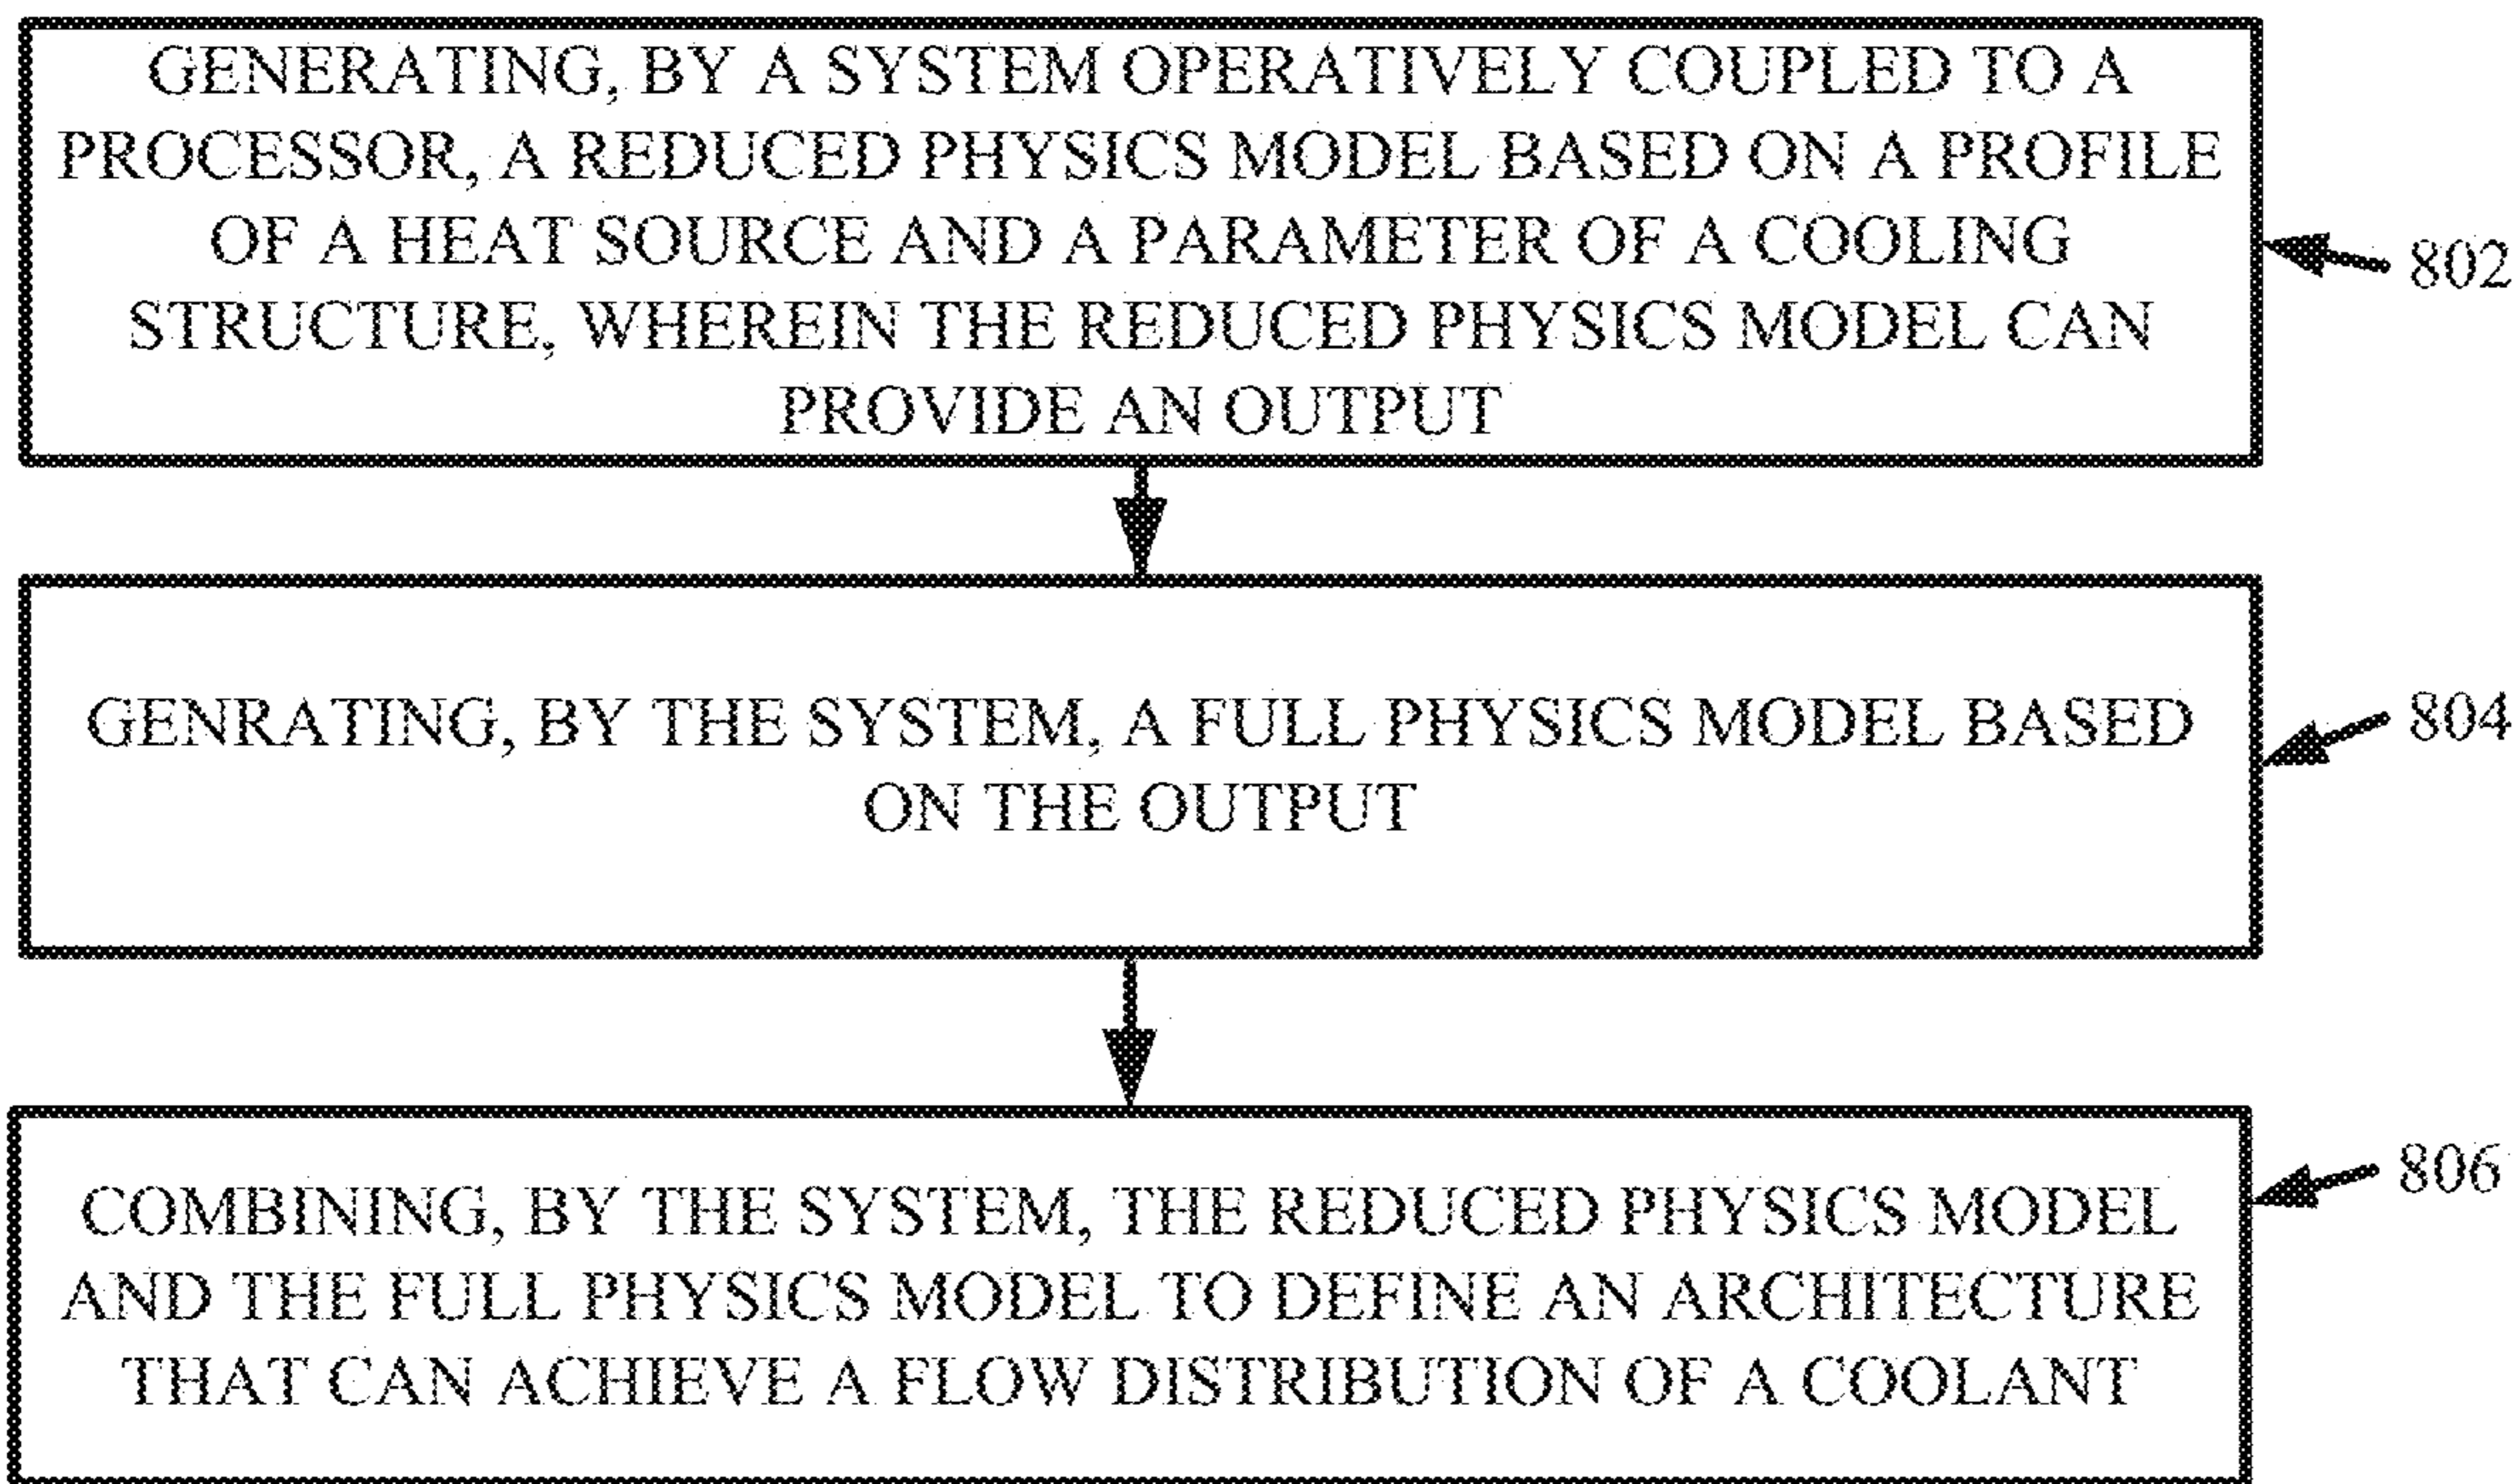 GENERATING, BY A SYSTEM OPERATIVELY COUPLED TO A
PROCESSOR, A REDUCED PHYSICS MODEL BASED ON A PROFILE
OF A HEAT SOURCE AND A PARAMETER OF A COOLING
STRUCTURE, WHEREIN THE REDUCED PHYSICS MODEL CAN
PROVIDE AN OUTPUT
802
GENRATING, BY THE SYSTEM, A FULL PHYSICS MODEL BASED
ON THE OUTPUT
804
COMBINING, BY THE SYSTEM, THE REDUCED PHYSICS MODEL
AND THE FULL PHYSICS MODEL TO DEFINE AN ARCHITECTURE
THAT CAN ACHIEVE A FLOW DISTRIBUTION OF A COOLANT
806